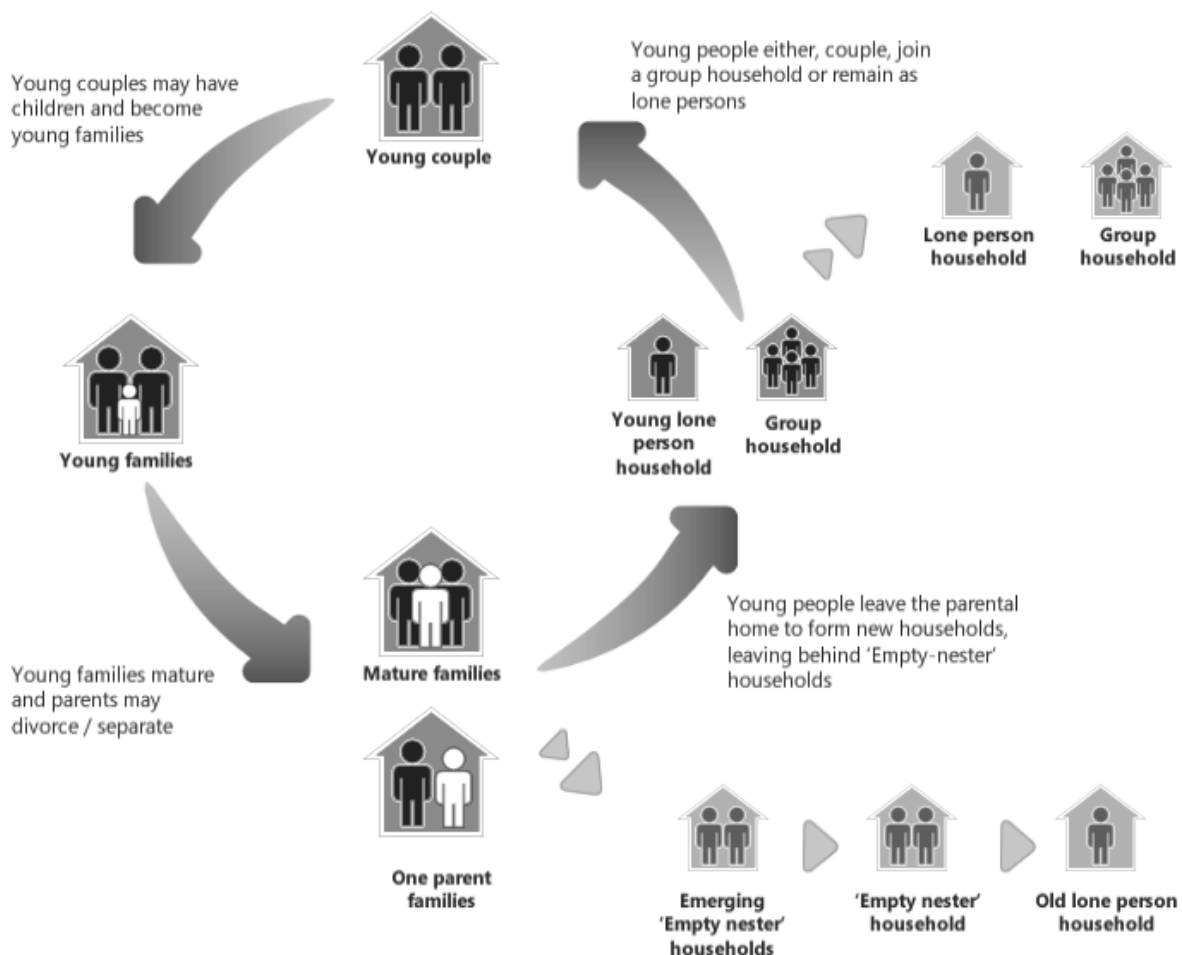 Young couples may have
children and become
young families
Young couple
Young people either, couple, join
a group household or remain as
lone persons
Lone person
household
Group
household
Young families
Young lone
person
household
Group
household
Young families mature
and parents may
divorce / separate
Mature families
Young people leave the parental
home to form new households,
leaving behind ‘Empty-nester’
households
One parent
families
Emerging
‘Empty nester’
households
‘Empty nester’
household
Old lone person
household